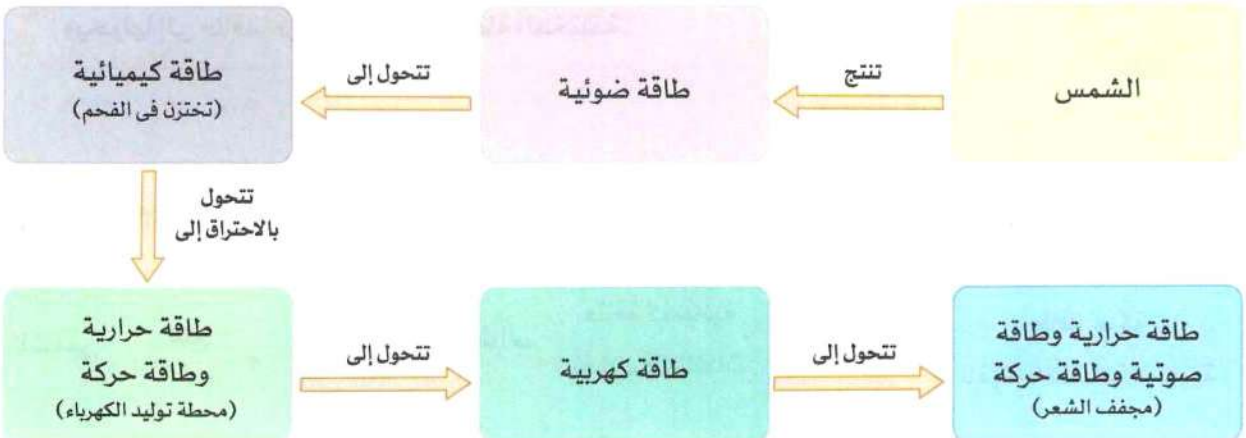 الشمس
تنتج
طاقة ضوئية
تتحول إلى
طاقة كيميائية
(تختزن فى الفحم)
تتحول
بالاحتراق إلى
طاقة حرارية
وطاقة حركة
(محطة توليد الكهرباء)
تتحول إلى
طاقة كهربية
تتحول إلى
طاقة حرارية وطاقة
صوتية وطاقة حركة
(مجفف الشعر)